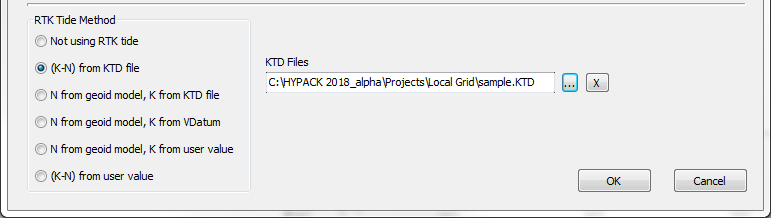 RTK Tide Method
Not using RTK tide
(K-N) from KTD file
N from geoid model, K from KTD file
N from geoid model, K from VDatum
N from geoid model, K from user value
(K-N) from user value
KTD Files
C:\HYPACK 2018_alpha\Projects\Local Grid\sample.KTD
...
X
OK
Cancel